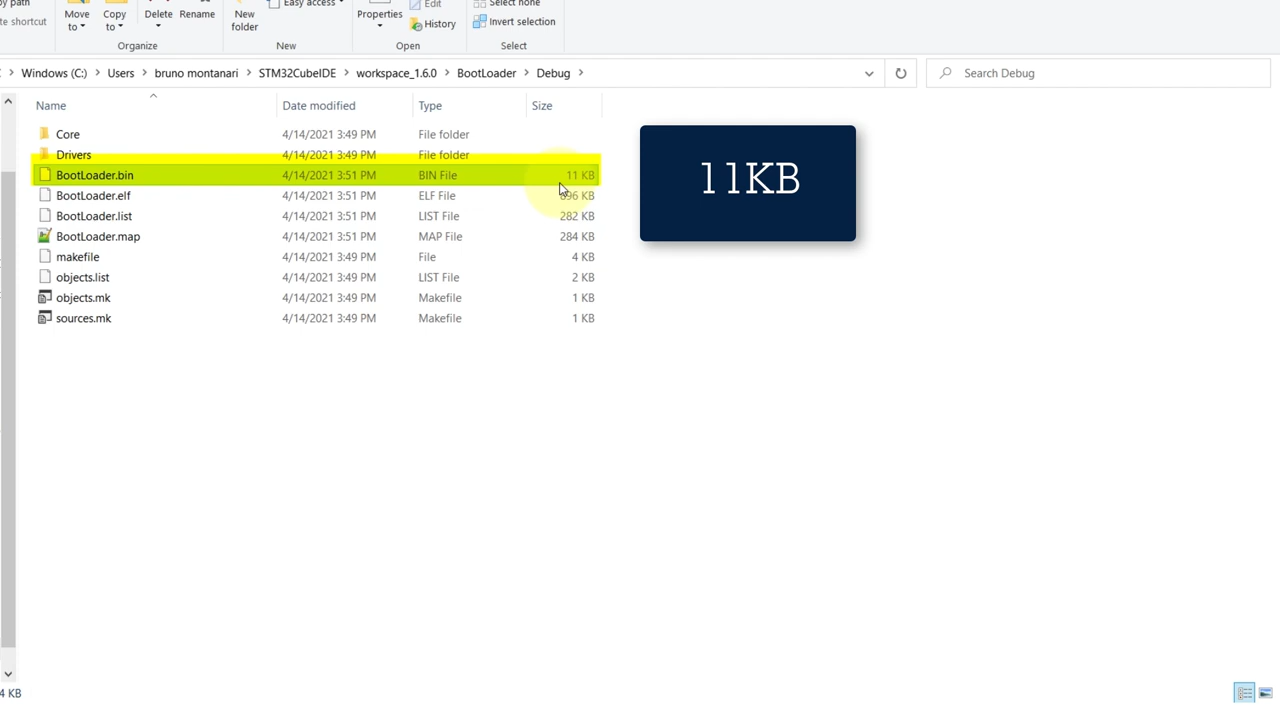 y path
te shortcut
Move to
Copy to
Delete
Rename
New folder
Easy access
Properties
Edit
History
Select none
Invert selection
Organize
New
Open
Select
Windows (C:) > Users > bruno montanari > STM32CubeIDE > workspace_1.6.0 > BootLoader > Debug >
Search Debug
Name Date modified Type Size
Core 4/14/2021 3:49 PM File folder
Drivers 4/14/2021 3:49 PM File folder
BootLoader.bin 4/14/2021 3:51 PM BIN File 11 KB
BootLoader.elf 4/14/2021 3:51 PM ELF File 896 KB
BootLoader.list 4/14/2021 3:51 PM LIST File 282 KB
BootLoader.map 4/14/2021 3:51 PM MAP File 284 KB
makefile 4/14/2021 3:49 PM File 4 KB
objects.list 4/14/2021 3:49 PM LIST File 2 KB
objects.mk 4/14/2021 3:49 PM Makefile 1 KB
sources.mk 4/14/2021 3:49 PM Makefile 1 KB
11KB
4 KB